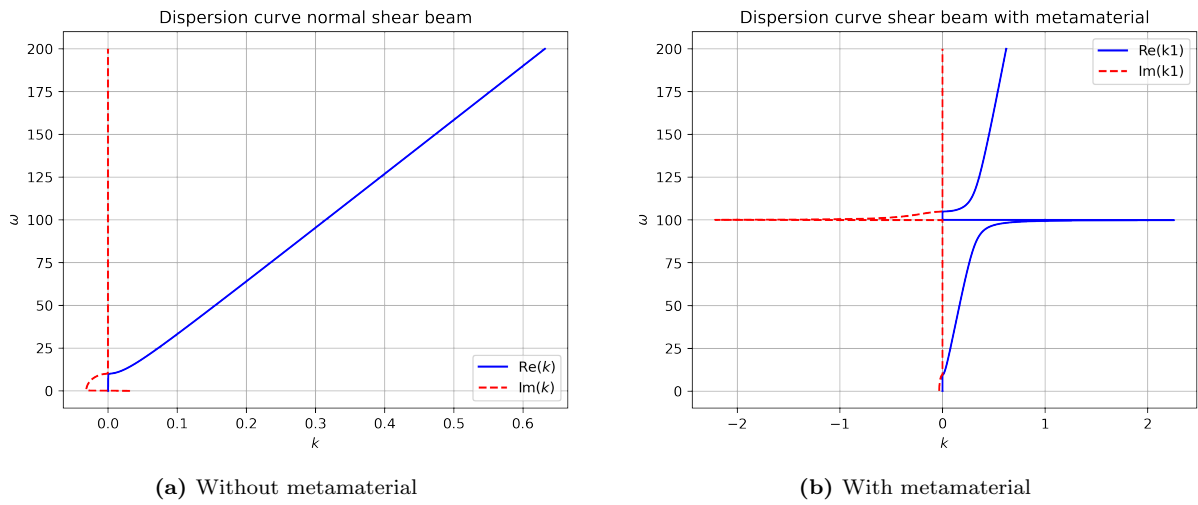 Dispersion curve normal shear beam
200
175
150
125
100
75
50
25
0
ω
0.0 0.1 0.2 0.3 0.4 0.5 0.6
k
Re(k)
Im(k)
(a) Without metamaterial
Dispersion curve shear beam with metamaterial
200
175
150
125
100
75
50
25
0
ω
−2 −1 0 1 2
k
Re(k1)
Im(k1)
(b) With metamaterial